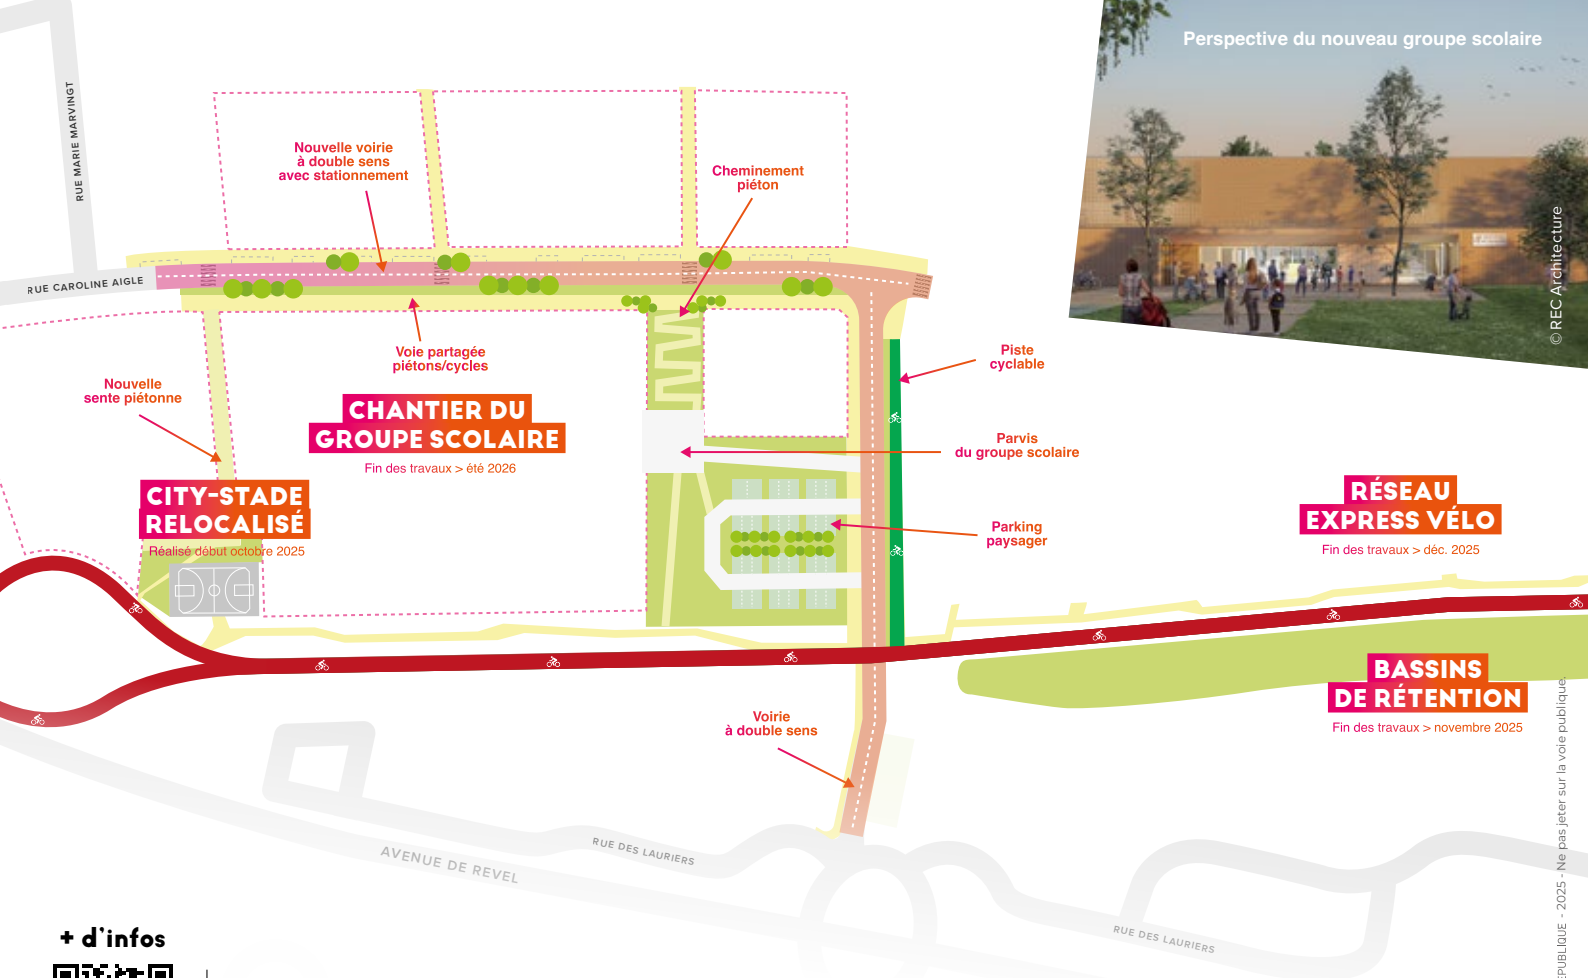 Perspective du nouveau groupe scolaire
© REC Architecture
RUE MARIE MARVINGT
RUE CAROLINE AIGLE
Nouvelle voirie
à double sens
avec stationnement
Cheminement
piéton
Voie partagée
piétons/cycles
Nouvelle
sente piétonne
CHANTIER DU
GROUPE SCOLAIRE
Fin des travaux > été 2026
Piste
cyclable
Parvis
du groupe scolaire
Parking
paysager
CITY-STADE
RELOCALISÉ
Réalisé début octobre 2025
RÉSEAU
EXPRESS VÉLO
Fin des travaux > déc. 2025
BASSINS
DE RÉTENTION
Fin des travaux > novembre 2025
Voirie
à double sens
AVENUE DE REVEL
RUE DES LAURIERS
RUE DES LAURIERS
- 2025 - Ne pas jeter sur la voie publique.
+ d'infos